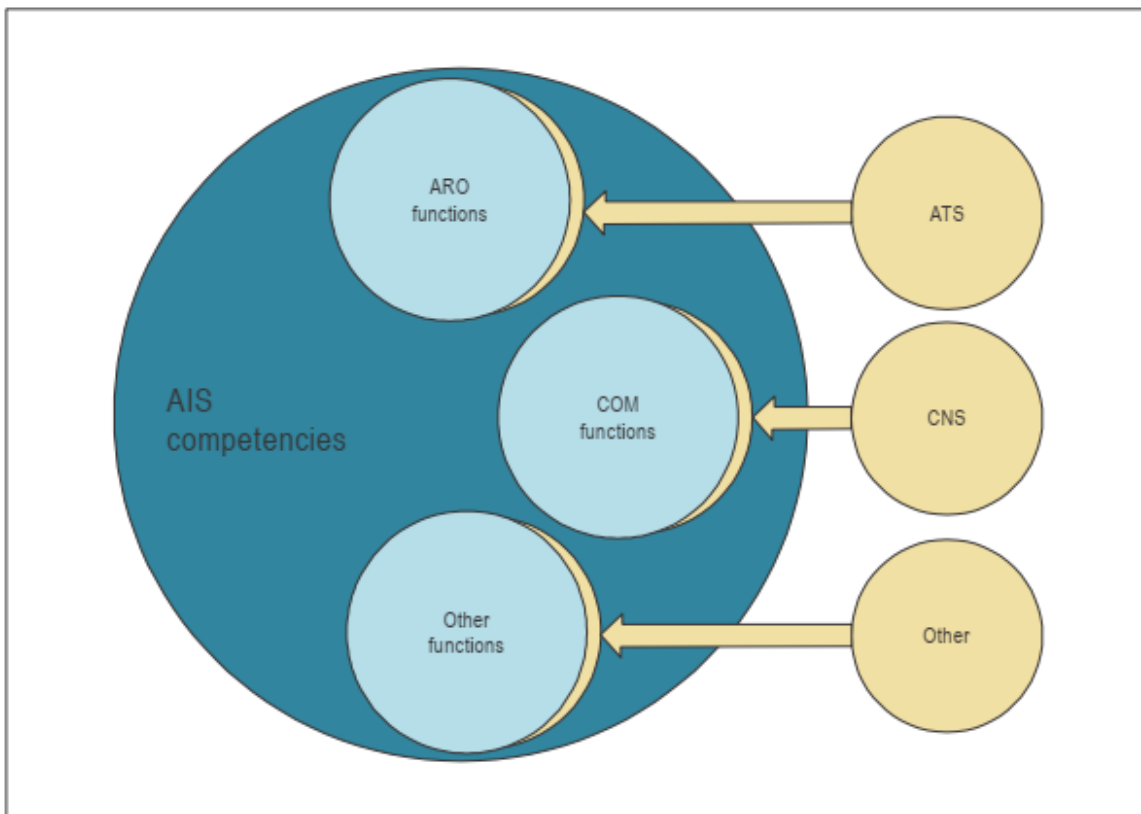 ARO
functions
ATS
AIS
competencies
COM
functions
CNS
Other
functions
Other